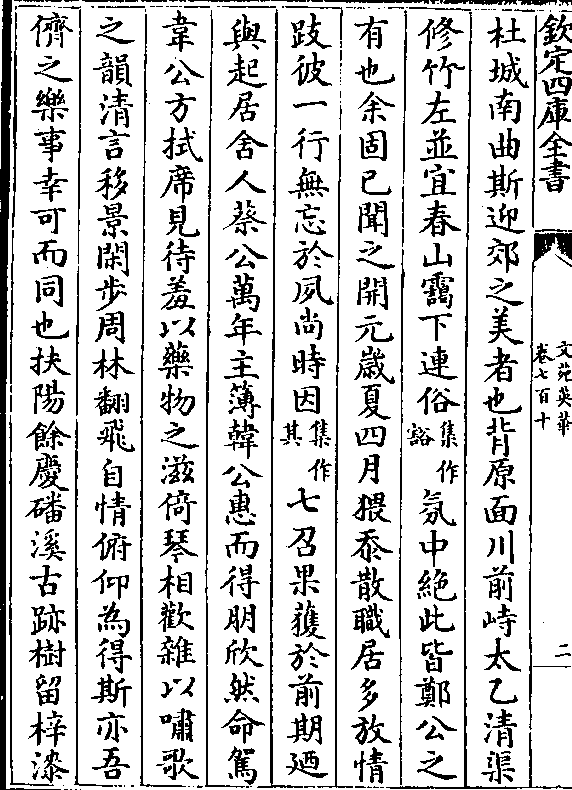 欽定四庫全書
文苑英華
卷七百十
二
杜城南曲斯迎郊之美者也背原面川前峙太乙清渠
修竹左並宜春山靄下連俗集作谿氛中絶此皆鄭公之
有也余固已聞之開元歲夏四月猥忝散職居多放情
跂彼一行無忘於夙尚時因集作其七召果蒦於前期廼
與起居舍人蔡公萬年主簿韓公惠而得朋欣然命駕
韋公方拭席見待羞以藥物之滋倚琴相歡雜以嘯歌
之韻清言移景閑步周林翻飛自情俯仰為得斯亦吾
儕之樂事幸可而同也扶陽餘慶磻溪古跡樹留梓漆